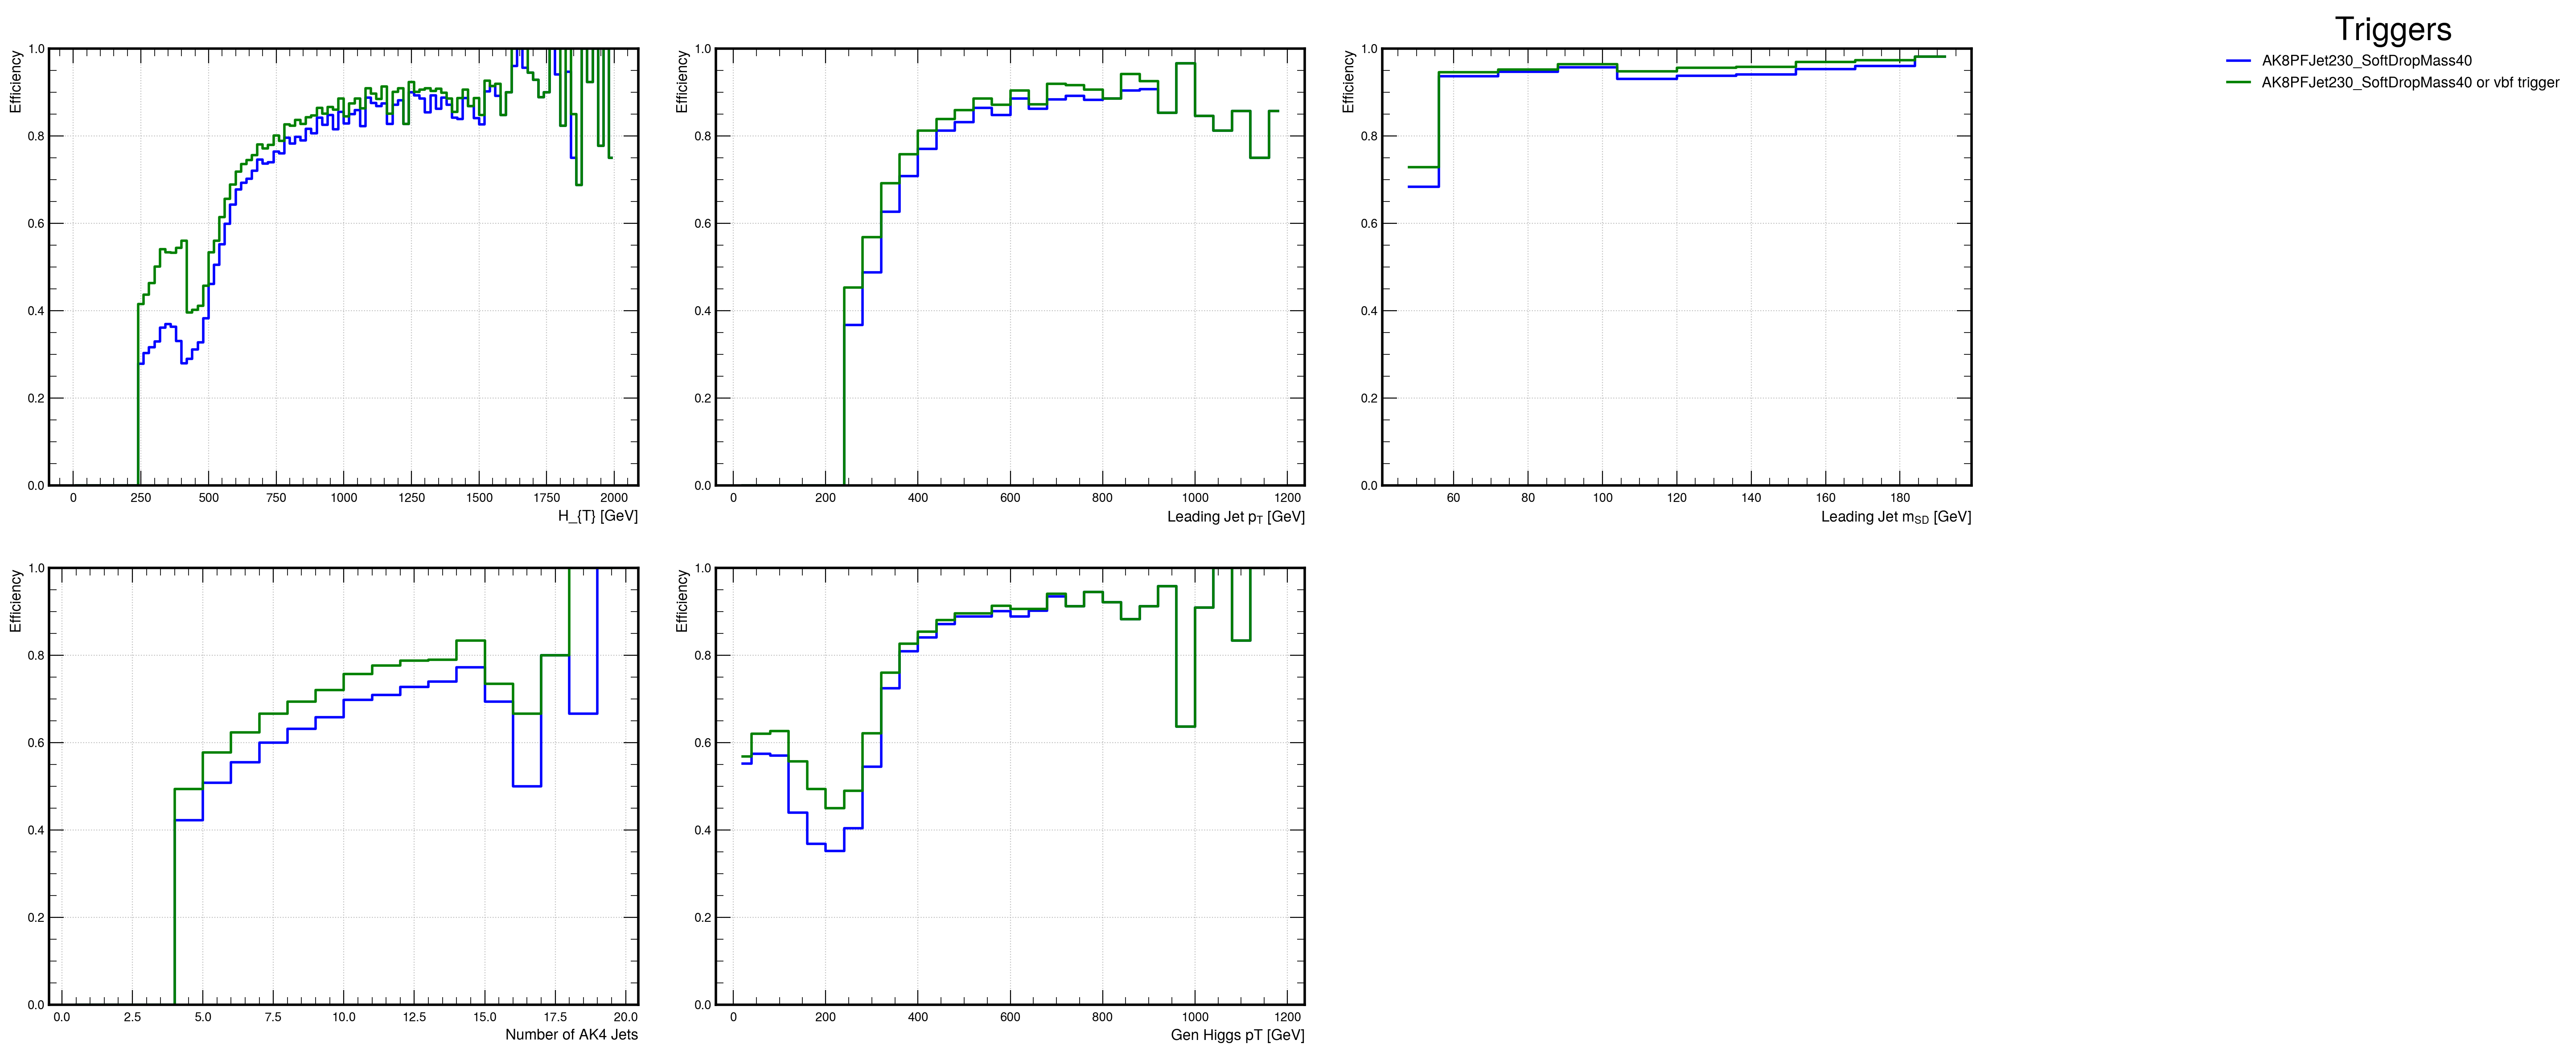 Triggers
AK8PFJet230_SoftDropMass40
AK8PFJet230_SoftDropMass40 or vbf trigger
Efficiency
1.0
0.8
0.6
0.4
0.2
0.0
0 250 500 750 1000 1250 1500 1750 2000
H_{T} [GeV]
Efficiency
1.0
0.8
0.6
0.4
0.2
0.0
0 200 400 600 800 1000 1200
Leading Jet pT [GeV]
Efficiency
1.0
0.8
0.6
0.4
0.2
0.0
60 80 100 120 140 160 180
Leading Jet mSD [GeV]
Efficiency
1.0
0.8
0.6
0.4
0.2
0.0
0.0 2.5 5.0 7.5 10.0 12.5 15.0 17.5 20.0
Number of AK4 Jets
Efficiency
1.0
0.8
0.6
0.4
0.2
0.0
0 200 400 600 800 1000 1200
Gen Higgs pT [GeV]